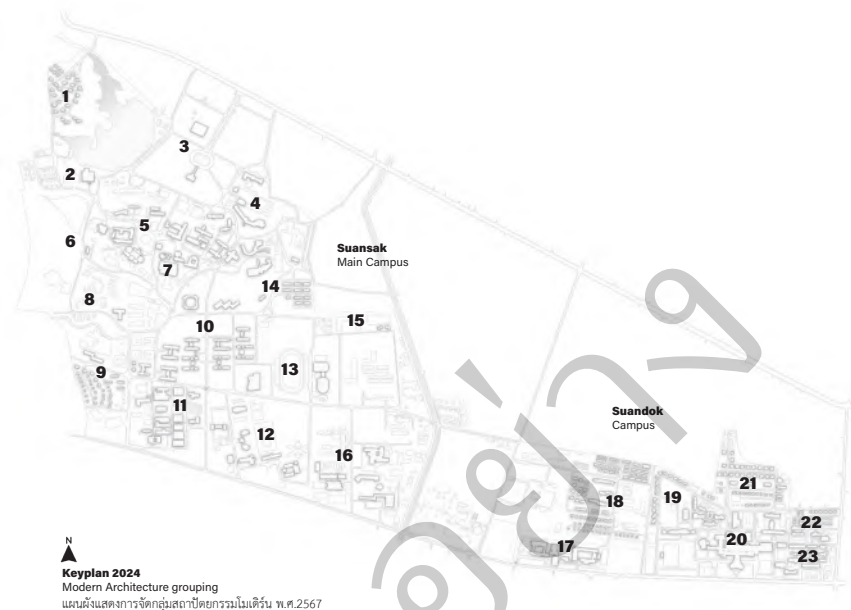 1
2
3
4
5
6
7
8
9
10
11
12
13
14
15
16
Suansak
Main Campus
Suandok
Campus
17
18
19
20
21
22
23
N
Keyplan 2024
Modern Architecture grouping
แผนผังแสดงการจัดกลุ่มสถาปัตยกรรมโมเดิร์น พ.ศ.2567
ตัวอย่าง